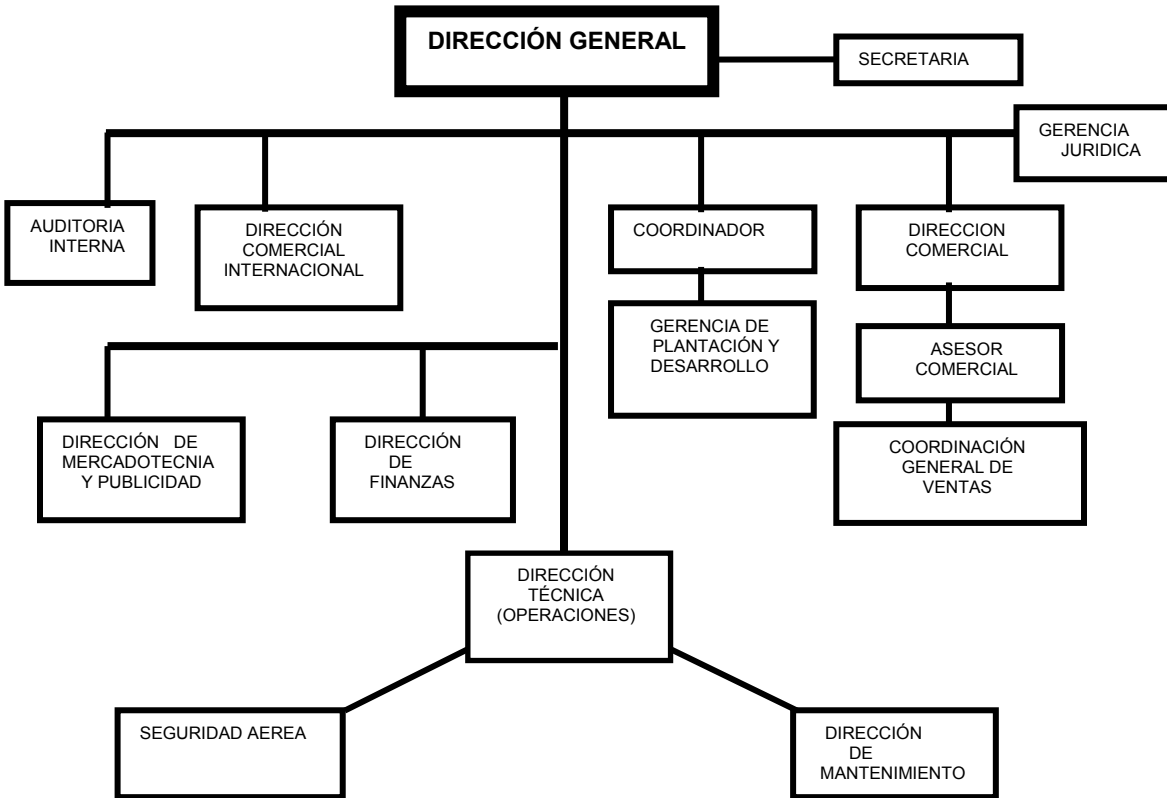 DIRECCIÓN GENERAL
SECRETARIA
GERENCIA
JURIDICA
AUDITORIA
INTERNA
DIRECCIÓN
COMERCIAL
INTERNACIONAL
COORDINADOR
DIRECCION
COMERCIAL
GERENCIA DE
PLANTACIÓN Y
DESARROLLO
ASESOR
COMERCIAL
DIRECCIÓN DE
MERCADOTECNIA
Y PUBLICIDAD
DIRECCIÓN
DE
FINANZAS
COORDINACIÓN
GENERAL DE
VENTAS
DIRECCIÓN
TÉCNICA
(OPERACIONES)
SEGURIDAD AEREA
DIRECCIÓN
DE
MANTENIMIENTO